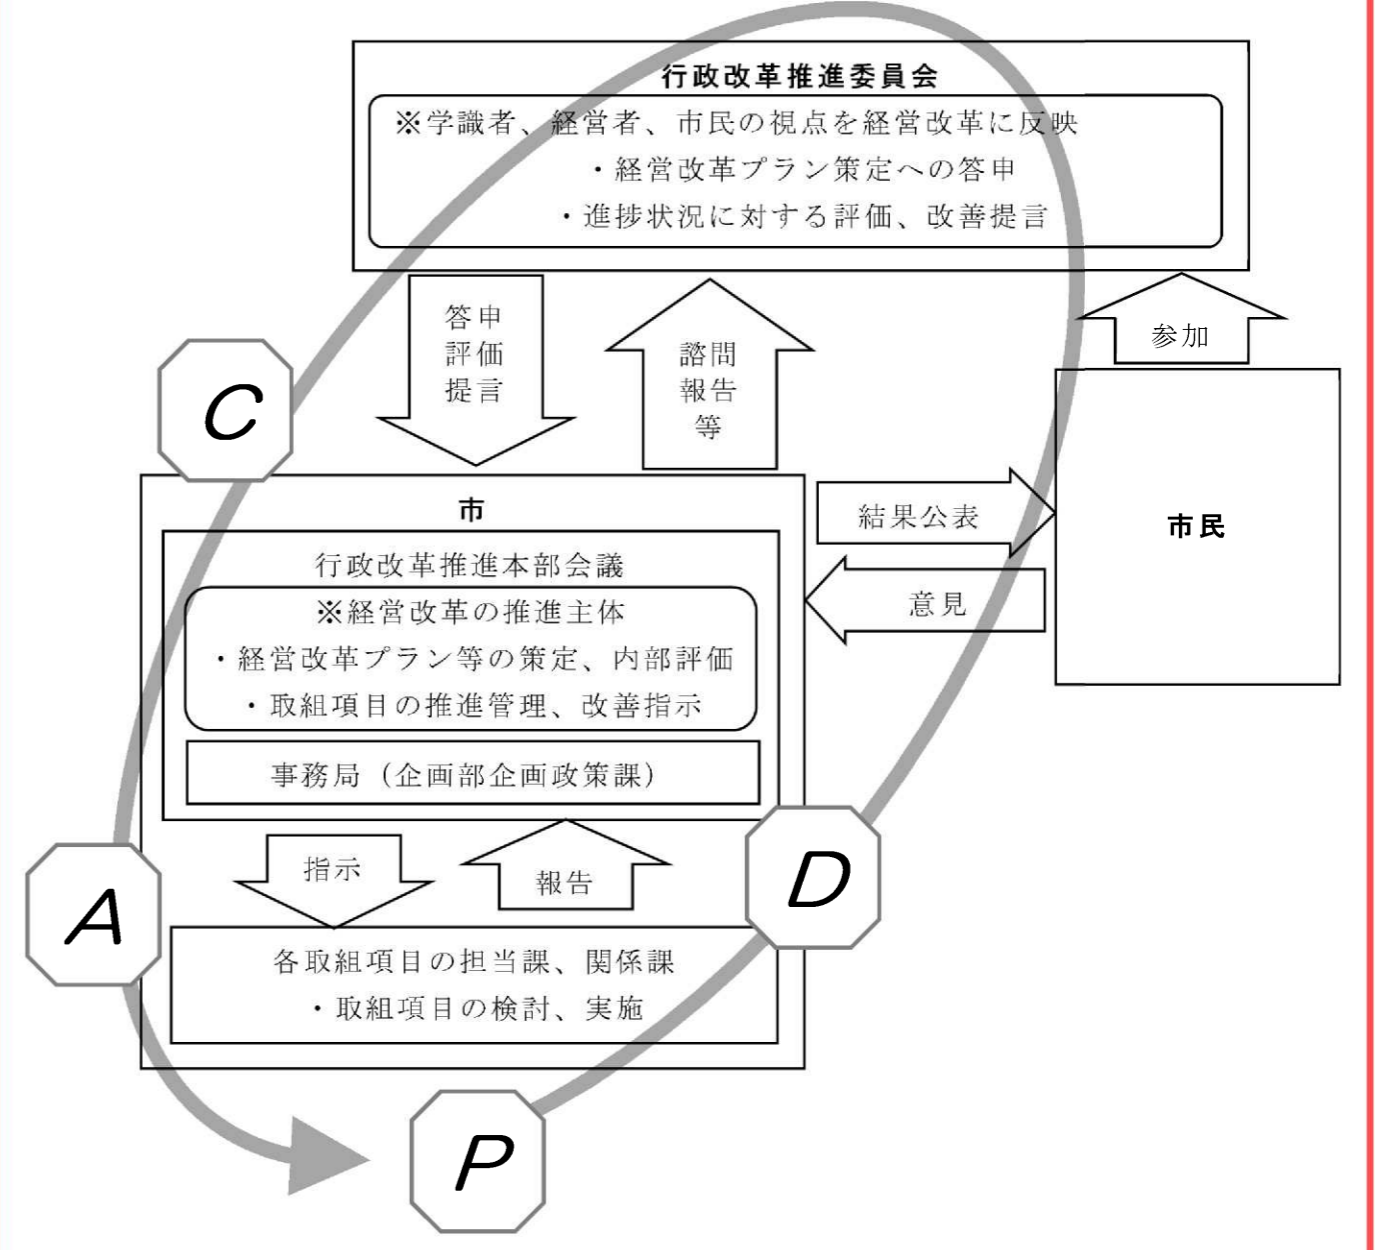 行政改革推進委員会
※学識者、経営者、市民の視点を経営改革に反映
・経営改革プラン策定への答申
・進捗状況に対する評価、改善提言
答申
評価
提言
諮問
報告
等
参加
C
市
結果公表
市民
行政改革推進本部会議
意見
※経営改革の推進主体
・経営改革プラン等の策定、内部評価
・取組項目の推進管理、改善指示
事務局（企画部企画政策課）
指示
報告
D
A
各取組項目の担当課、関係課
・取組項目の検討、実施
P